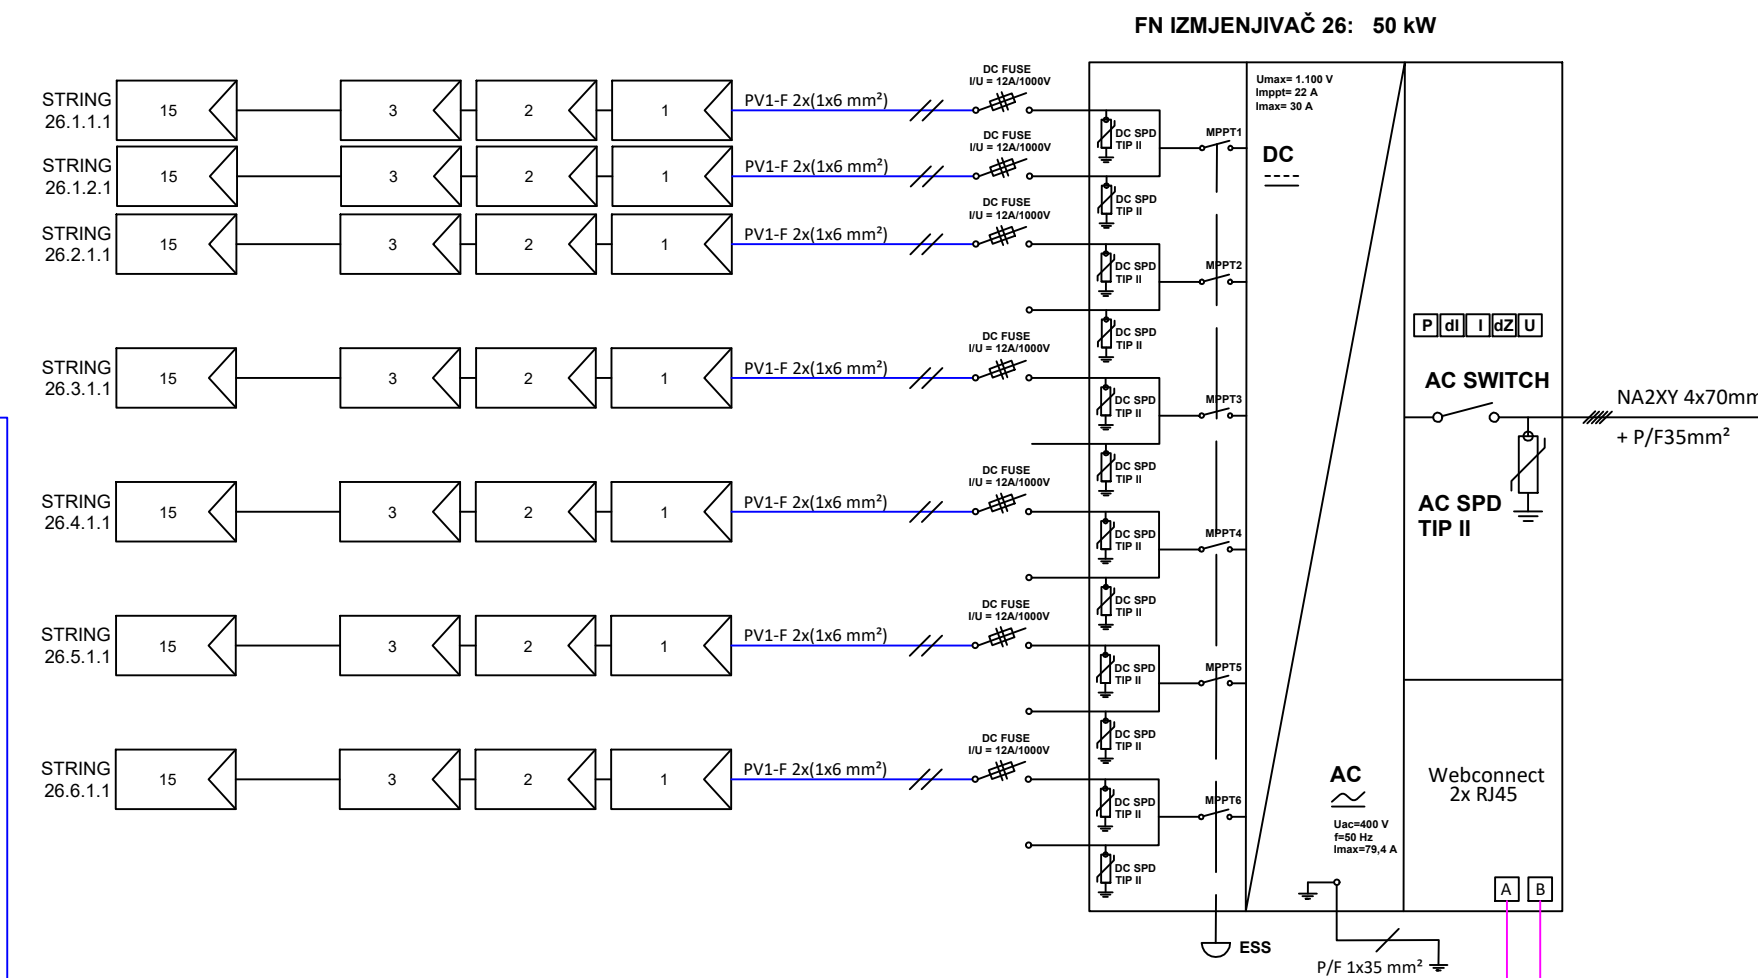 FN IZMJENJIVAČ 26:   50 kW
STRING
26.1.1.1
15
3
2
1
PV1-F 2x(1x6 mm²)
DC FUSE
I/U = 12A/1000V
STRING
26.1.2.1
15
3
2
1
PV1-F 2x(1x6 mm²)
DC FUSE
I/U = 12A/1000V
STRING
26.2.1.1
15
3
2
1
PV1-F 2x(1x6 mm²)
DC FUSE
I/U = 12A/1000V
STRING
26.3.1.1
15
3
2
1
PV1-F 2x(1x6 mm²)
DC FUSE
I/U = 12A/1000V
STRING
26.4.1.1
15
3
2
1
PV1-F 2x(1x6 mm²)
DC FUSE
I/U = 12A/1000V
STRING
26.5.1.1
15
3
2
1
PV1-F 2x(1x6 mm²)
DC FUSE
I/U = 12A/1000V
STRING
26.6.1.1
15
3
2
1
PV1-F 2x(1x6 mm²)
DC FUSE
I/U = 12A/1000V
DC SPD
TIP II
DC SPD
TIP II
MPPT1
DC SPD
TIP II
DC SPD
TIP II
MPPT2
DC SPD
TIP II
DC SPD
TIP II
MPPT3
DC SPD
TIP II
DC SPD
TIP II
MPPT4
DC SPD
TIP II
DC SPD
TIP II
MPPT5
DC SPD
TIP II
DC SPD
TIP II
MPPT6
ESS
Umax= 1.100 V
Imppt= 22 A
Imax= 30 A
DC
AC
Uac=400 V
f=50 Hz
Imax=79,4 A
P/F 1x35 mm²
P dI I dZ U
AC SWITCH
AC SPD
TIP II
NA2XY 4x70mm
+ P/F35mm²
Webconnect
2x RJ45
A B